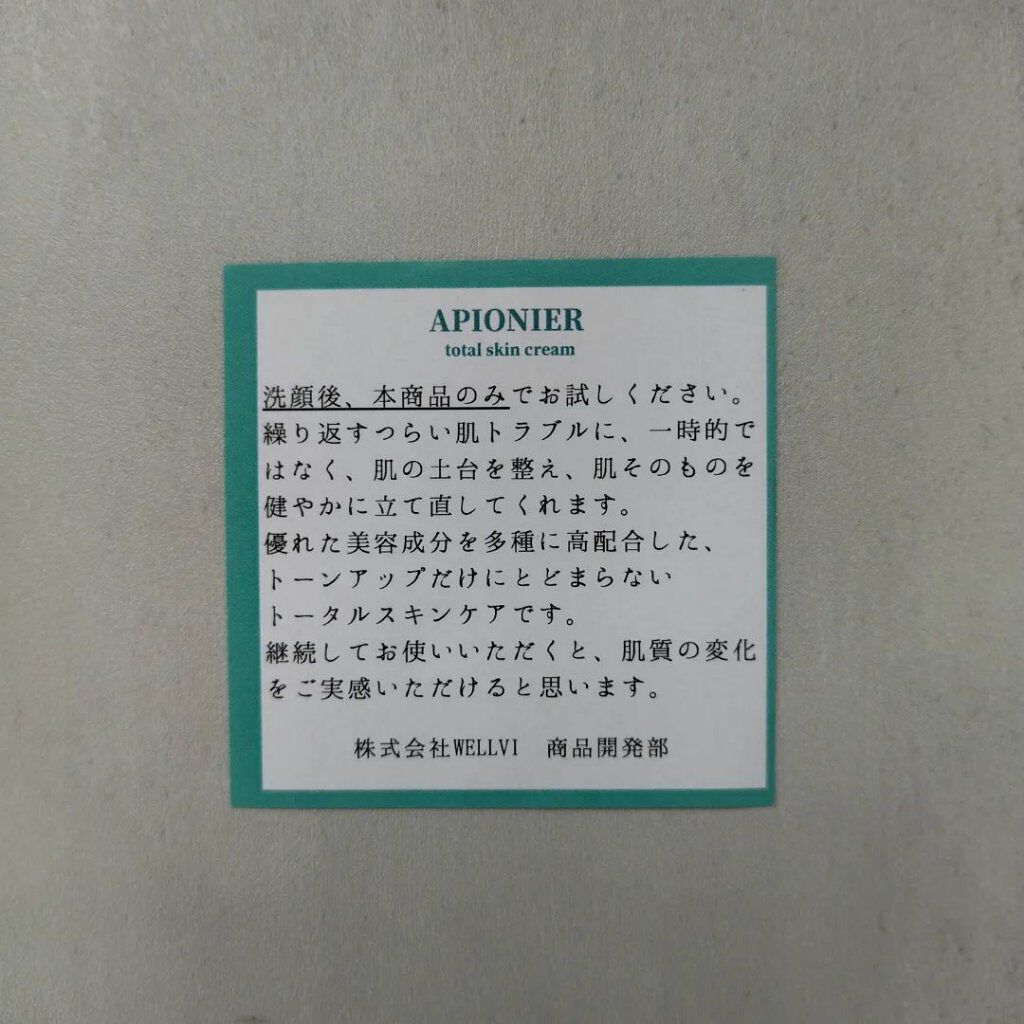 APIONIER
total skin cream
洗顔後、本商品のみでお試しください。
繰り返すつらい肌トラブルに、一時的で
はなく、肌の土台を整え、肌そのものを
健やかに立て直してくれます。
優れた美容成分を多種に高配合した、
トーンアップだけにとどまらない
トータルスキンケアです。
継続してお使いいただくと、肌質の変化
をご実感いただけると思います。
株式会社WELLVI 商品開発部